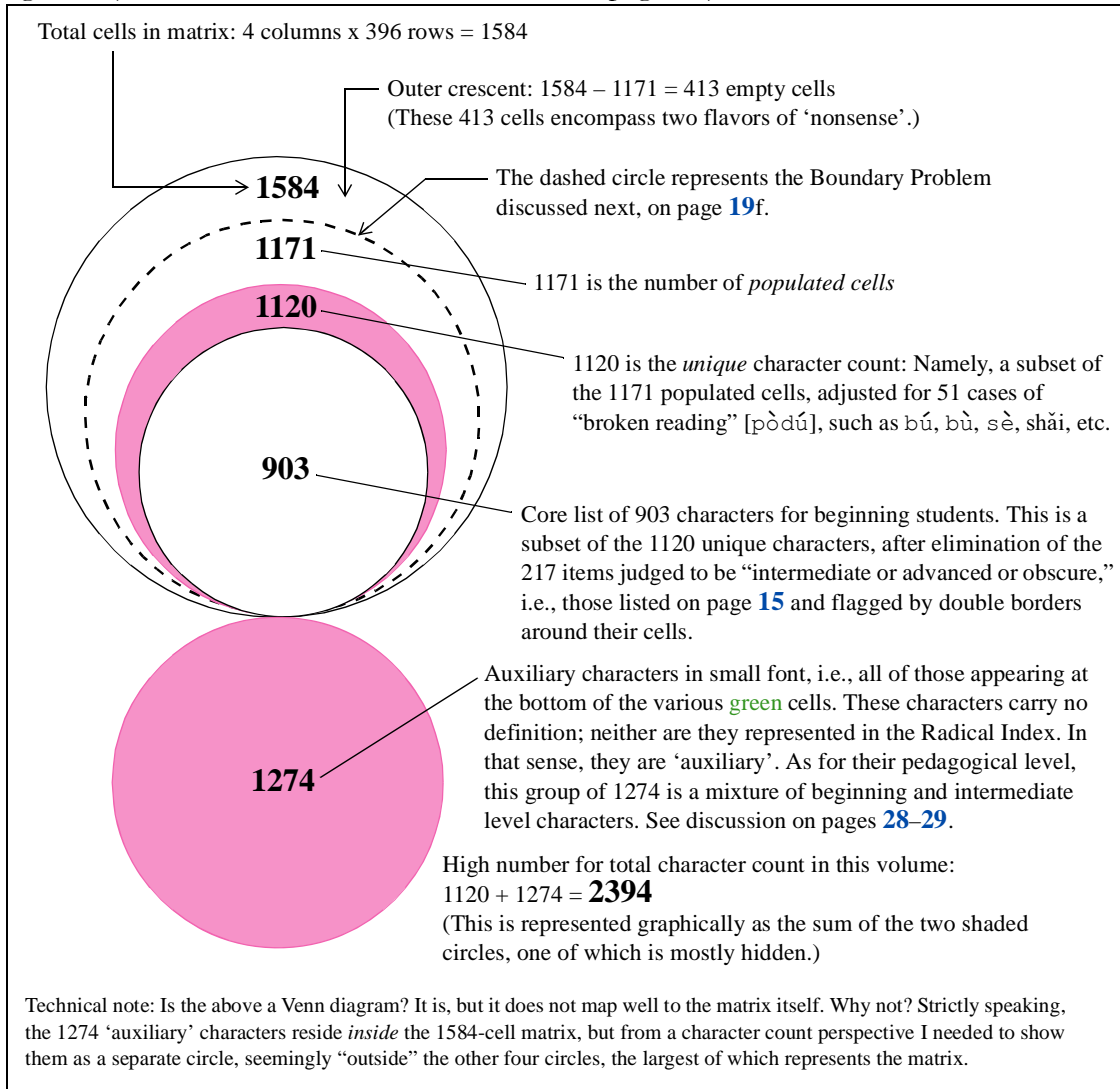 Total cells in matrix: 4 columns x 396 rows = 1584
Outer crescent: 1584 – 1171 = 413 empty cells
(These 413 cells encompass two flavors of ‘nonsense’.)
1584
The dashed circle represents the Boundary Problem
discussed next, on page 19f.
1171
1171 is the number of populated cells
1120
1120 is the unique character count: Namely, a subset of
the 1171 populated cells, adjusted for 51 cases of
“broken reading” [pòdú], such as bú, bù, sè, shǎi, etc.
903
Core list of 903 characters for beginning students. This is a
subset of the 1120 unique characters, after elimination of the
217 items judged to be “intermediate or advanced or obscure,”
i.e., those listed on page 15 and flagged by double borders
around their cells.
Auxiliary characters in small font, i.e., all of those appearing at
the bottom of the various green cells. These characters carry no
definition; neither are they represented in the Radical Index. In
that sense, they are ‘auxiliary’. As for their pedagogical level,
this group of 1274 is a mixture of beginning and intermediate
level characters. See discussion on pages 28–29.
1274
High number for total character count in this volume:
1120 + 1274 = 2394
(This is represented graphically as the sum of the two shaded
circles, one of which is mostly hidden.)
Technical note: Is the above a Venn diagram? It is, but it does not map well to the matrix itself. Why not? Strictly speaking,
the 1274 ‘auxiliary’ characters reside inside the 1584-cell matrix, but from a character count perspective I needed to show
them as a separate circle, seemingly “outside” the other four circles, the largest of which represents the matrix.